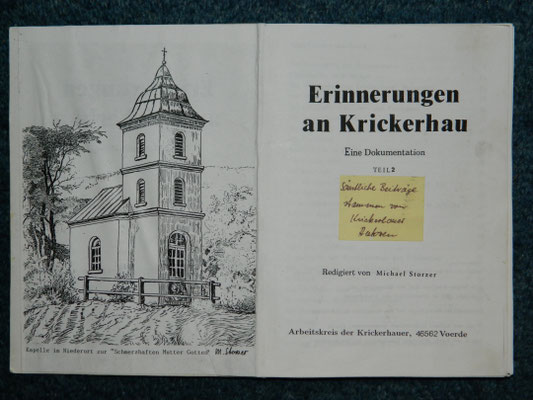 Kapelle im Niederort zur "Schmerzhaften Mutter Gottes" M. Storzer
Erinnerungen
an Krickerhau
Eine Dokumentation
TEIL 2
Sämtliche Beiträge
stammen von
Redigiert von Michael Storzer
Arbeitskreis der Krickerhauer, 46562 Voerde